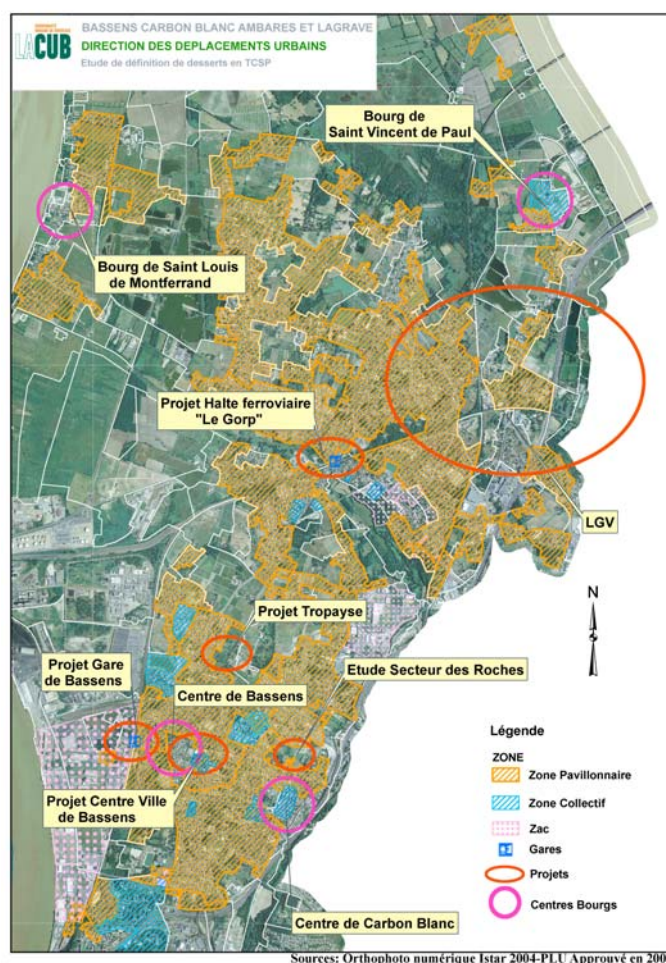 LACUB
BASSENS CARBON BLANC AMBARES ET LAGRAVE
DIRECTION DES DEPLACEMENTS URBAINS
Etude de définition de desserts en TCSP
Bourg de
Saint Vincent de Paul
Bourg de Saint Louis
de Montferrand
Projet Halte ferroviaire
"Le Gorp"
LGV
N
Projet Tropayse
Projet Gare
de Bassens
Etude Secteur des Roches
Centre de Bassens
Projet Centre Ville
de Bassens
Centre de Carbon Blanc
Légende
ZONE
Zone Pavillonnaire
Zone Collectif
Zac
Gares
Projets
Centres Bourgs
Sources: Orthophoto numérique Istar 2004-PLU Approuvé en 200